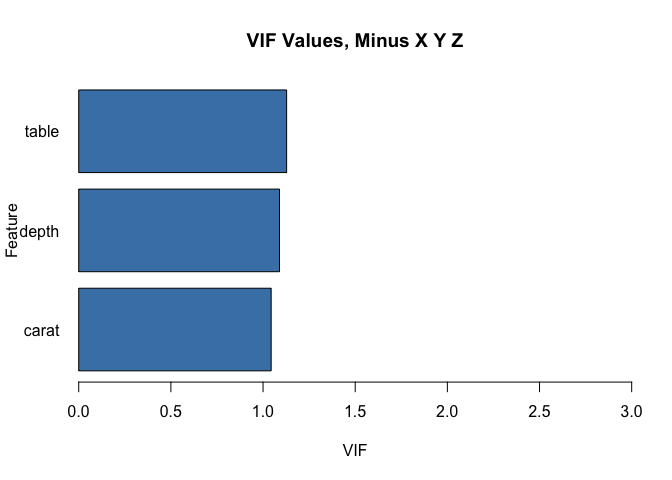 VIF Values, Minus X Y Z
Feature
table
depth
carat
0.0 0.5 1.0 1.5 2.0 2.5 3.0
VIF